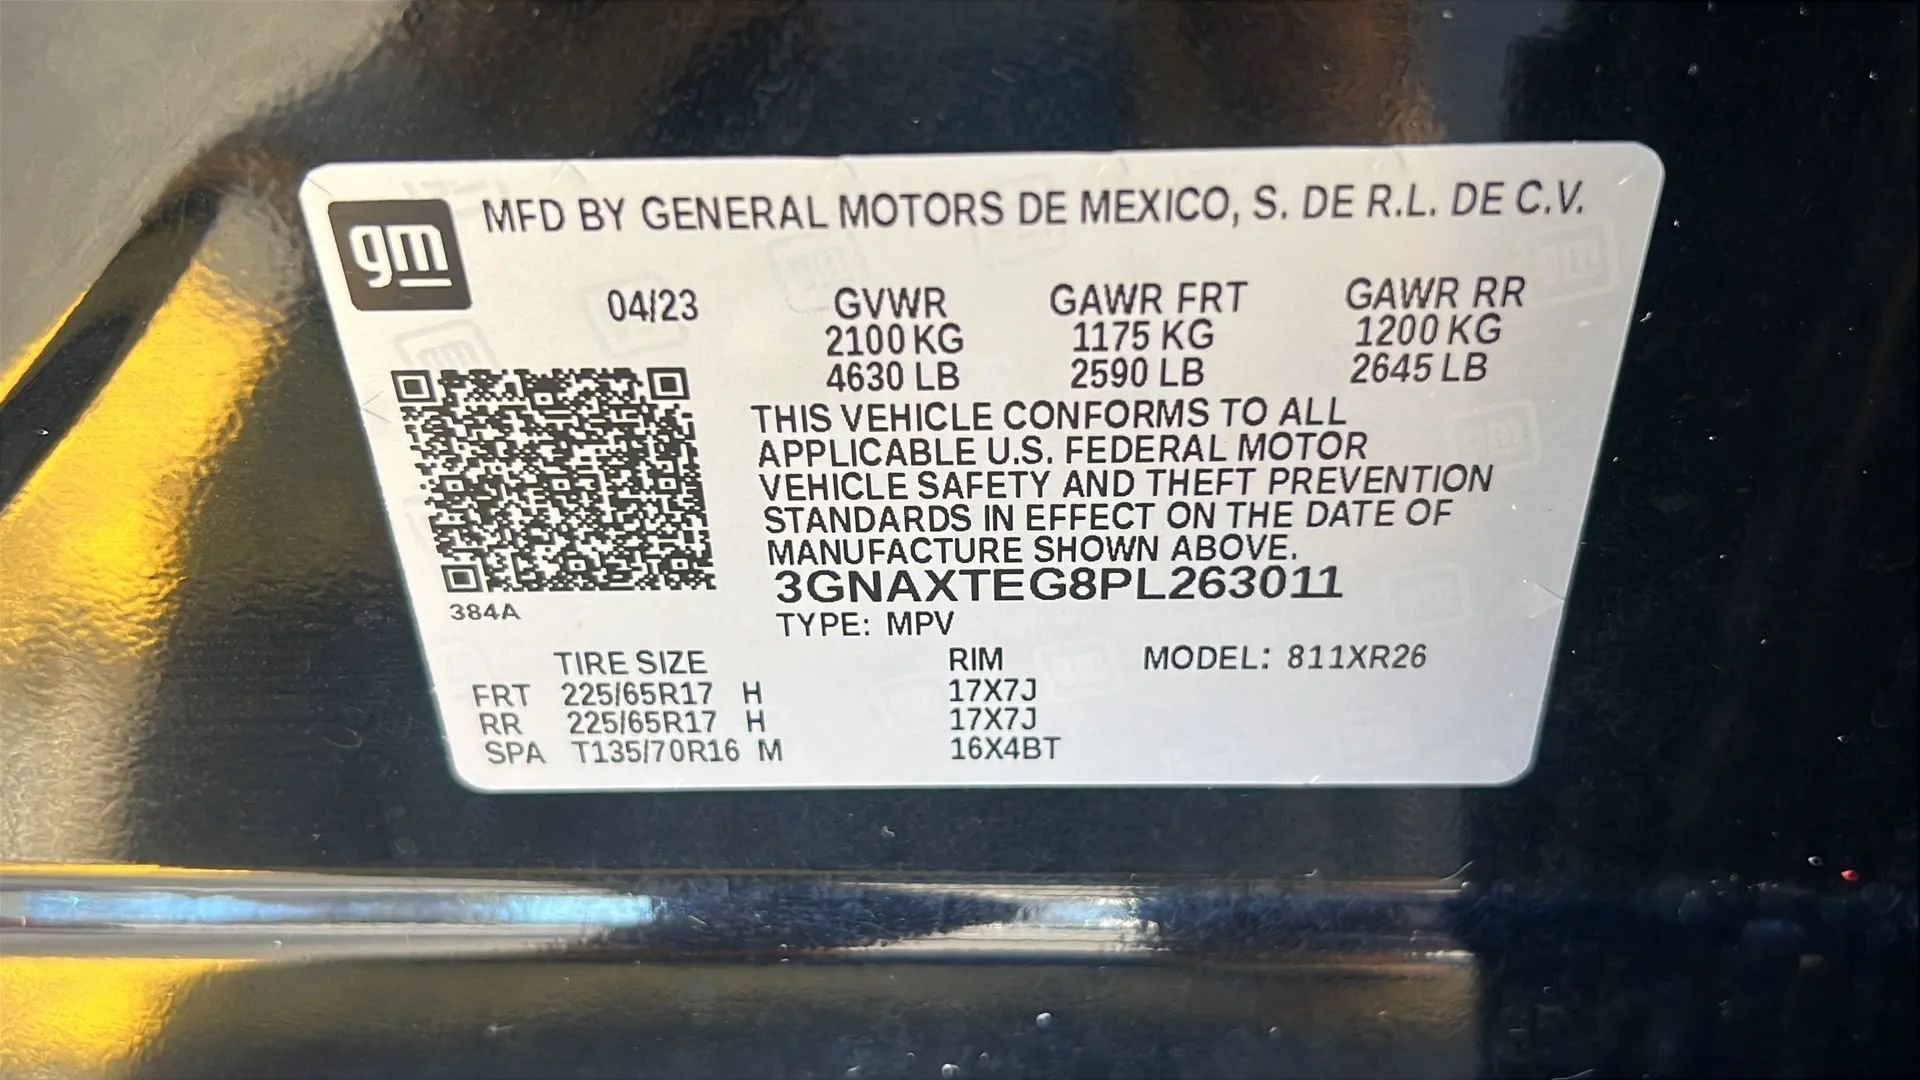 gm
MFD BY GENERAL MOTORS DE MEXICO, S. DE R.L. DE C.V.
04/23 GVWR GAWR FRT GAWR RR
2100 KG 1175 KG 1200 KG
4630 LB 2590 LB 2645 LB
THIS VEHICLE CONFORMS TO ALL
APPLICABLE U.S. FEDERAL MOTOR
VEHICLE SAFETY AND THEFT PREVENTION
STANDARDS IN EFFECT ON THE DATE OF
MANUFACTURE SHOWN ABOVE.
3GNAXTEG8PL263011
384A
TYPE: MPV
TIRE SIZE RIM MODEL: 811XR26
FRT 225/65R17 H 17X7J
RR 225/65R17 H 17X7J
SPA T135/70R16 M 16X4BT